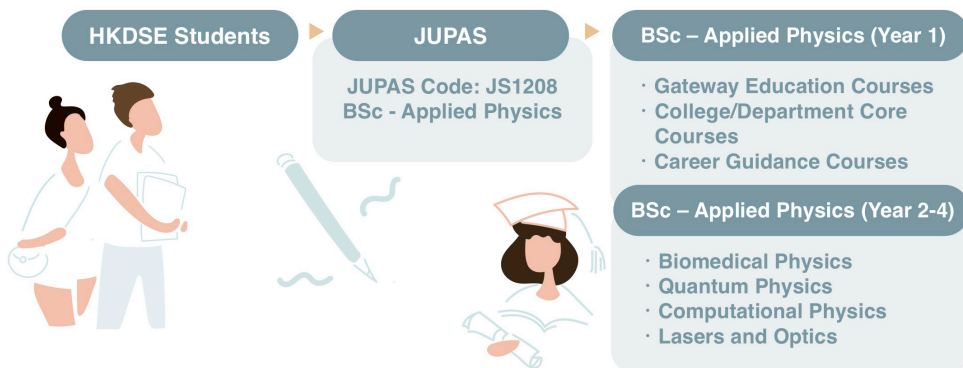 HKDSE Students
JUPAS
JUPAS Code: JS1208
BSc - Applied Physics
BSc – Applied Physics (Year 1)
· Gateway Education Courses
· College/Department Core
Courses
· Career Guidance Courses
BSc – Applied Physics (Year 2-4)
· Biomedical Physics
· Quantum Physics
· Computational Physics
· Lasers and Optics